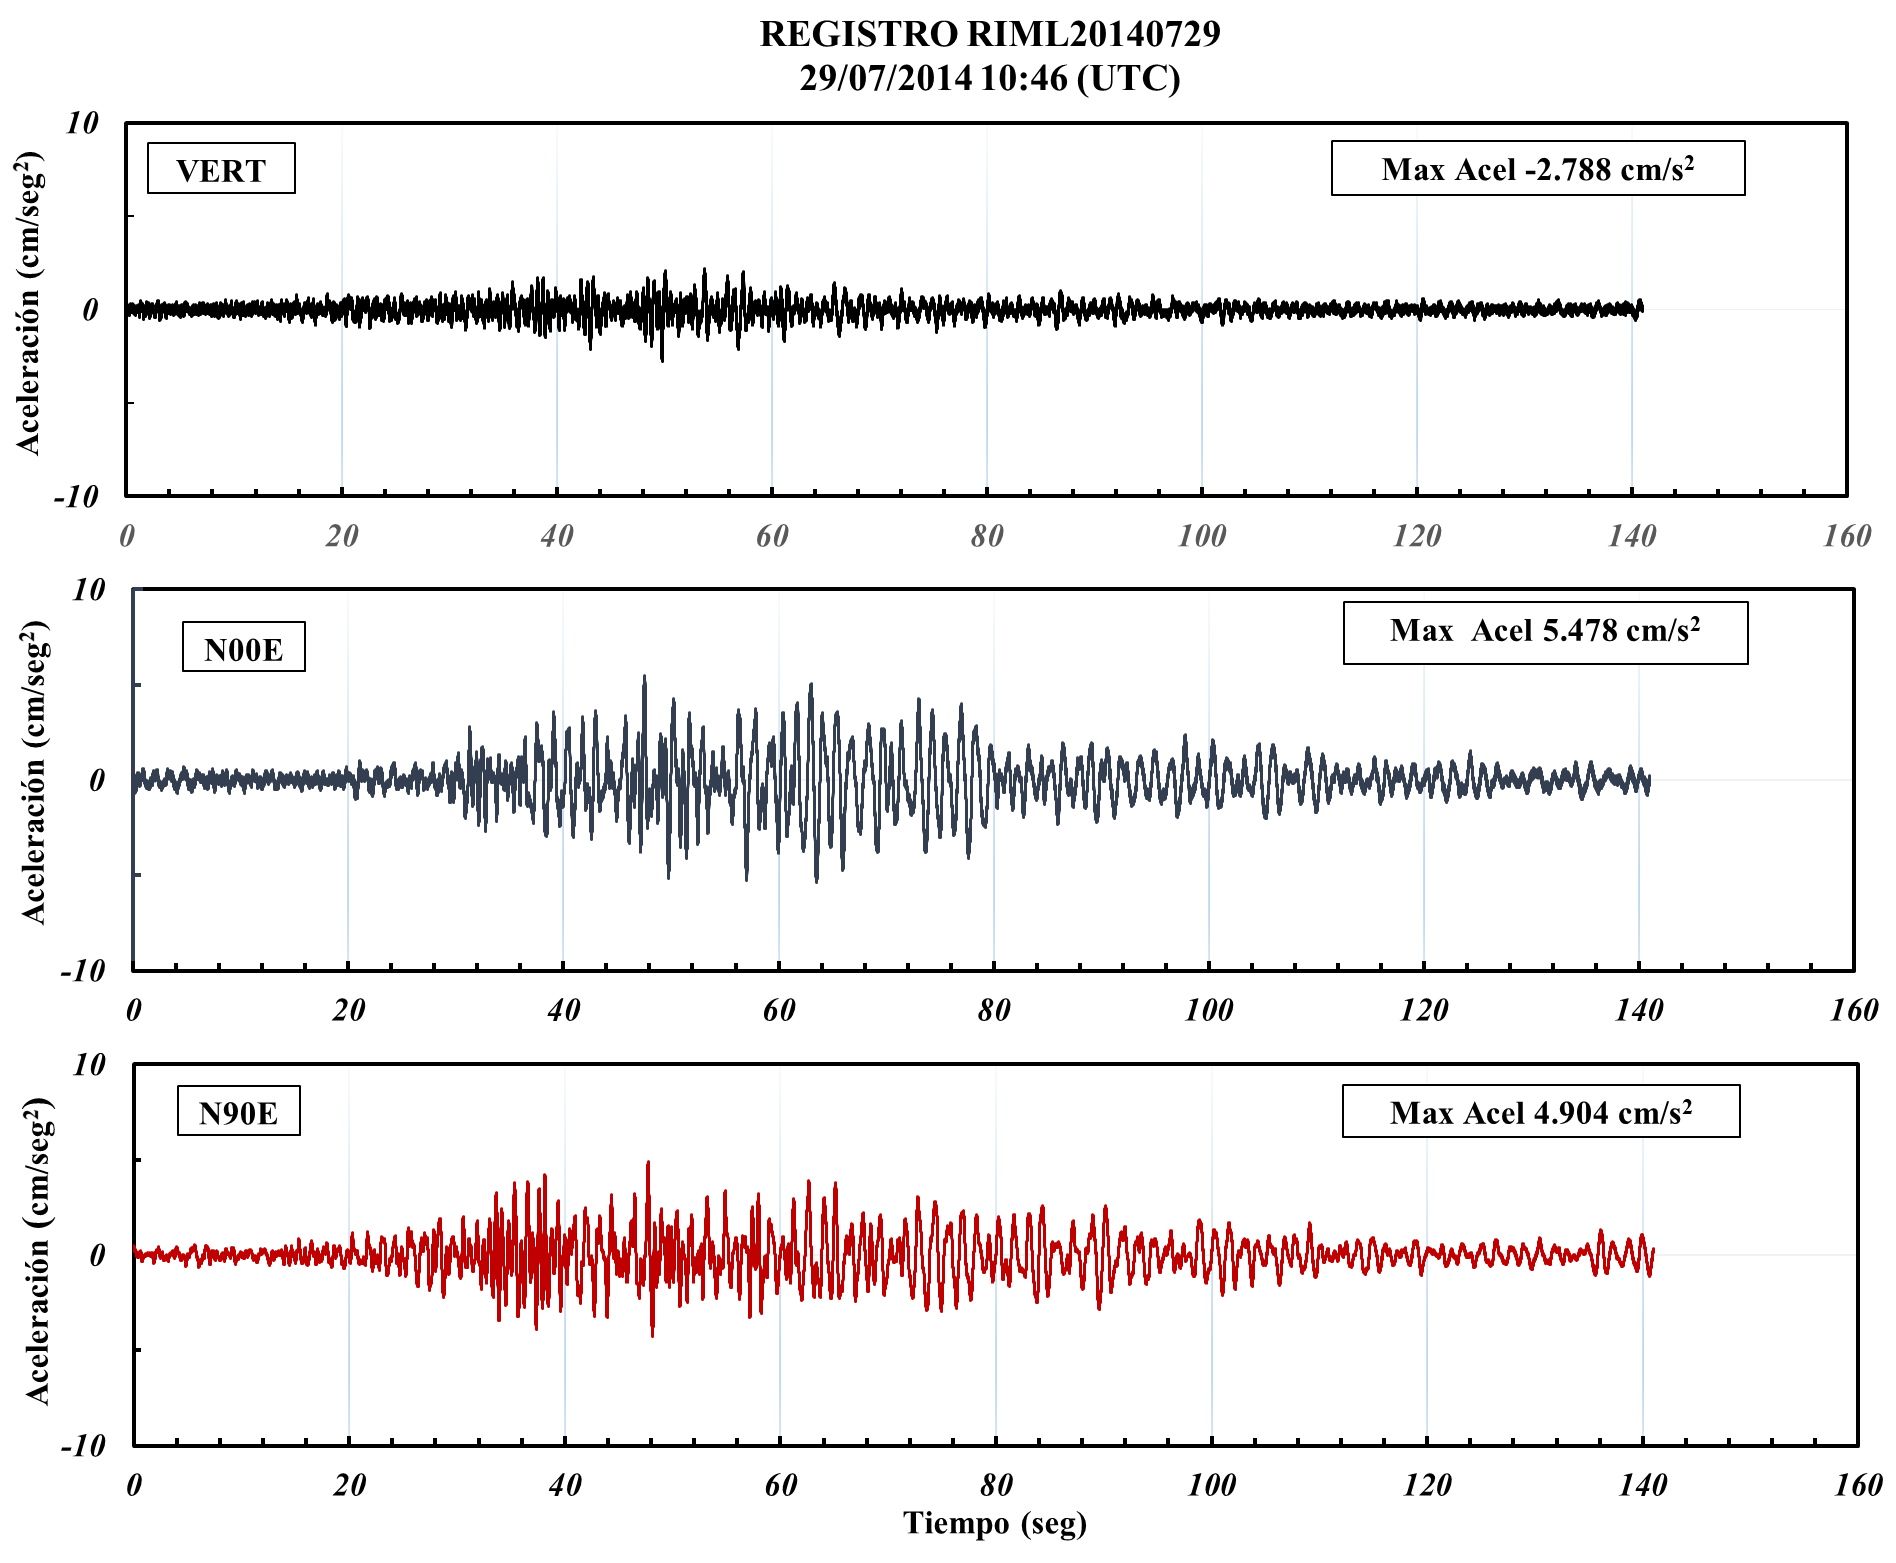 REGISTRO RIML20140729
29/07/2014 10:46 (UTC)
VERT
Max Acel -2.788 cm/s²
Aceleración (cm/seg²)
10
0
-10
0 20 40 60 80 100 120 140 160
N00E
Max Acel 5.478 cm/s²
Aceleración (cm/seg²)
10
0
-10
0 20 40 60 80 100 120 140 160
N90E
Max Acel 4.904 cm/s²
Aceleración (cm/seg²)
10
0
-10
0 20 40 60 80 100 120 140 160
Tiempo (seg)